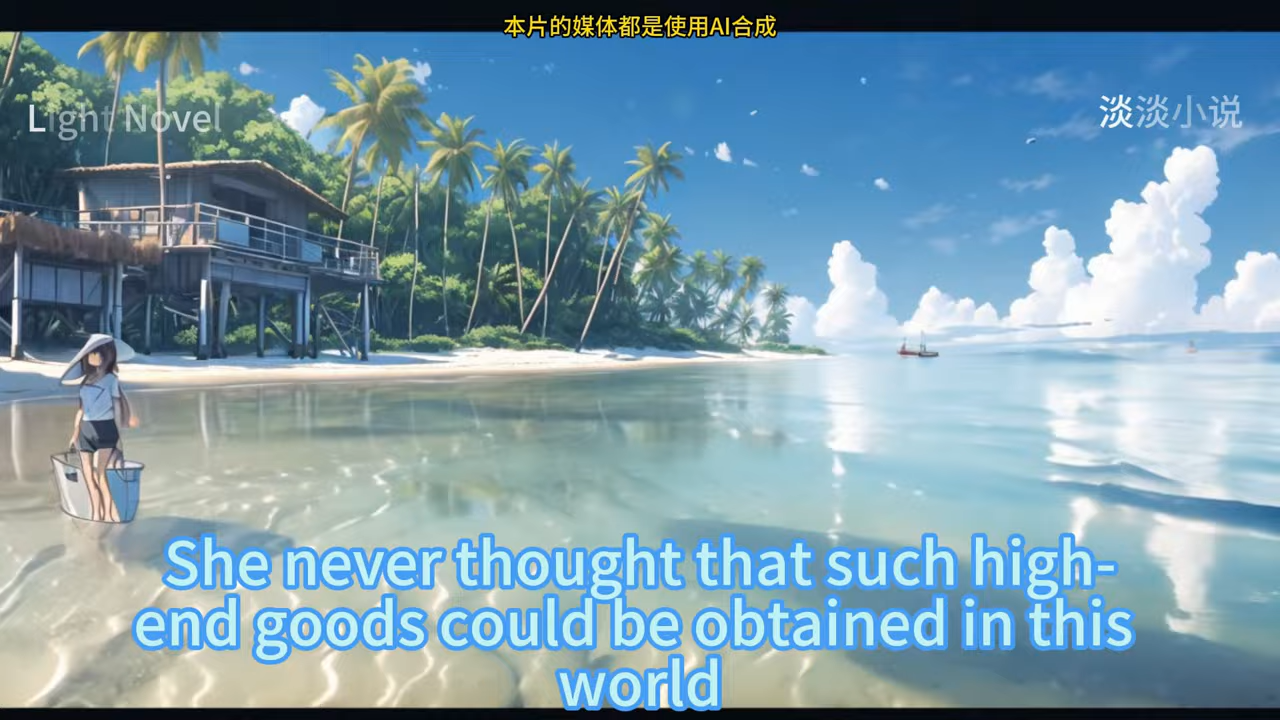 本片的媒体都是使用AI合成
Light Novel
淡淡小说
She never thought that such high-
end goods could be obtained in this
world